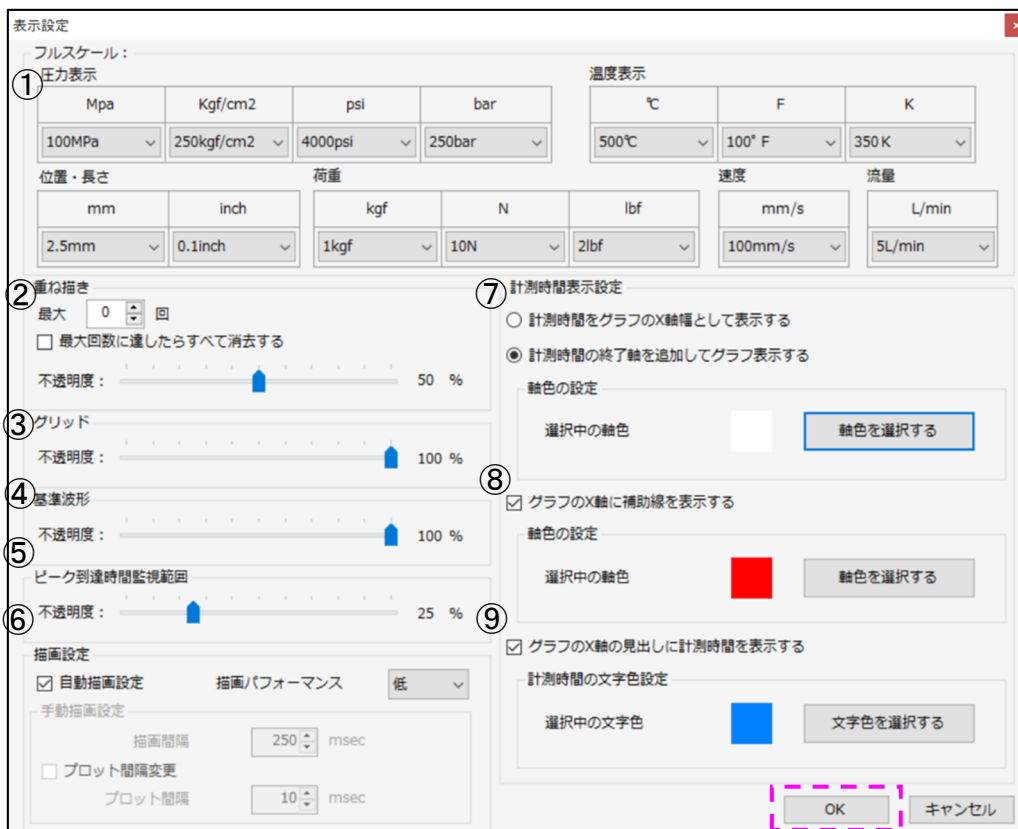 表示設定
フルスケール：
①
圧力表示 温度表示
Mpa Kgf/cm2 psi bar ℃ F K
100MPa 250kgf/cm2 4000psi 250bar 500℃ 100°F 350K
位置・長さ 荷重 速度 流量
mm inch kgf N lbf mm/s L/min
2.5mm 0.1inch 1kgf 10N 2lbf 100mm/s 5L/min
②
重ね描き
最大 0 回
最大回数に達したらすべて消去する
不透明度： 50 %
③
グリッド
不透明度： 100 %
④
基準波形
不透明度： 100 %
⑤
ピーク到達時間監視範囲
不透明度： 25 %
⑥
描画設定
自動描画設定 描画パフォーマンス 低
手動描画設定
描画間隔 250 msec
プロット間隔変更
プロット間隔 10 msec
⑦
計測時間表示設定
計測時間をグラフのX軸幅として表示する
計測時間の終了軸を追加してグラフ表示する
軸色の設定
選択中の軸色 軸色を選択する
⑧
グラフのX軸に補助線を表示する
軸色の設定
選択中の軸色 軸色を選択する
⑨
グラフのX軸の見出しに計測時間を表示する
計測時間の文字色設定
選択中の文字色 文字色を選択する
OK キャンセル